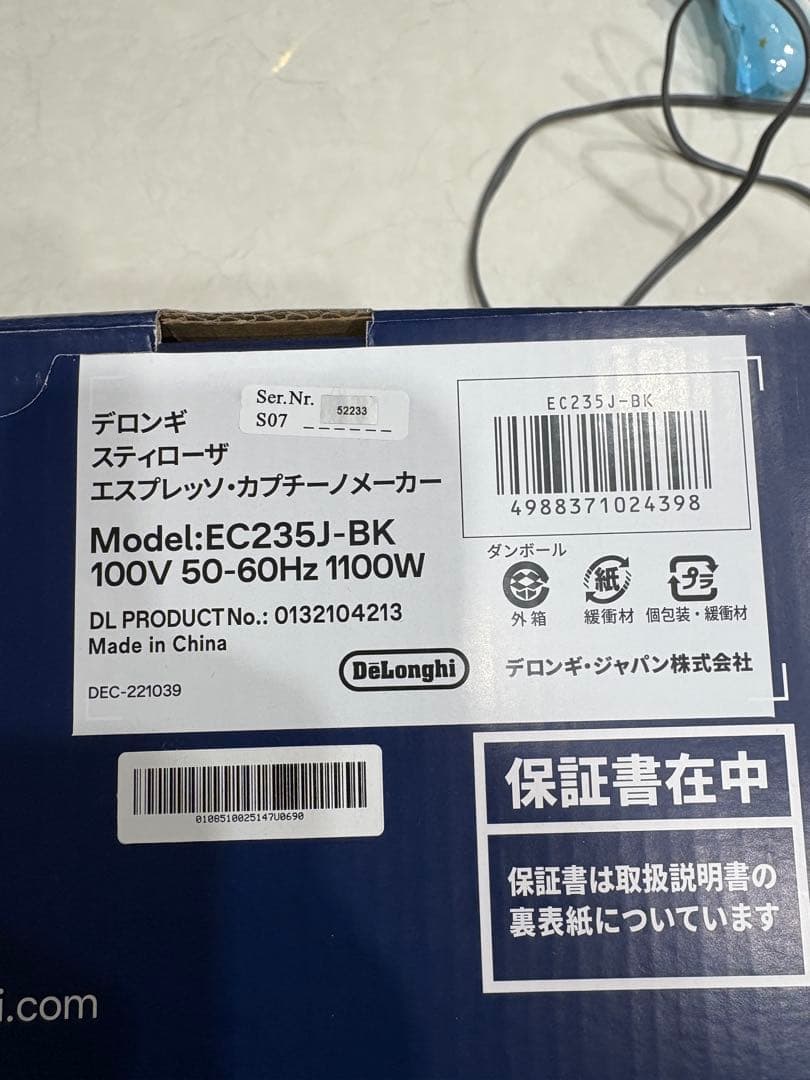 デロンギ
スティローザ
エスプレッソ・カプチーノメーカー
Ser.Nr.
S07
52233
Model:EC235J-BK
100V 50-60Hz 1100W
DL PRODUCT No.: 0132104213
Made in China
DEC-221039
DeLonghi
EC235J-BK
4988371024398
ダンボール
外箱
紙
緩衝材
プラ
個包装・緩衝材
デロンギ・ジャパン株式会社
0108510025147U0690
保証書在中
保証書は取扱説明書の
裏表紙についています
i.com